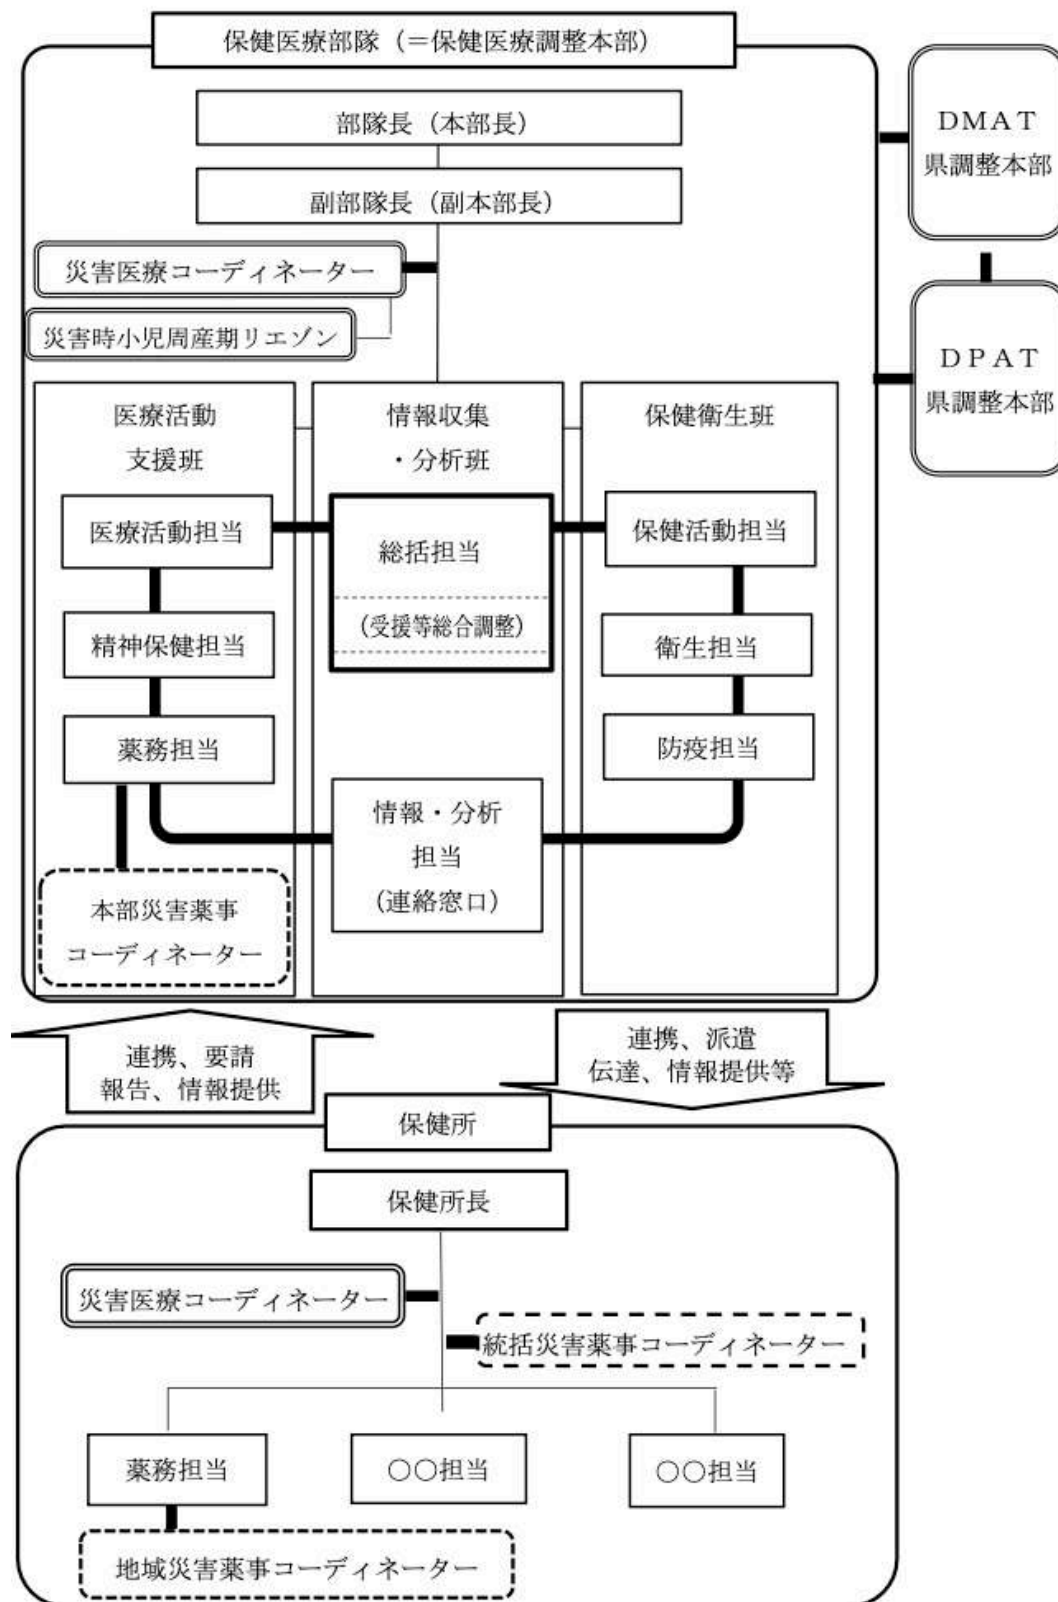 保健医療部隊（＝保健医療調整本部）
部隊長（本部長）
副部隊長（副本部長）
災害医療コーディネーター
災害時小児周産期リエゾン
ＤＭＡＴ
県調整本部
ＤＰＡＴ
県調整本部
医療活動
支援班
医療活動担当
精神保健担当
薬務担当
本部災害薬事
コーディネーター
情報収集
・分析班
総括担当
（受援等総合調整）
情報・分析
担当
（連絡窓口）
保健衛生班
保健活動担当
衛生担当
防疫担当
連携、要請
報告、情報提供
連携、派遣
伝達、情報提供等
保健所
保健所長
災害医療コーディネーター
統括災害薬事コーディネーター
薬務担当
〇〇担当
〇〇担当
地域災害薬事コーディネーター